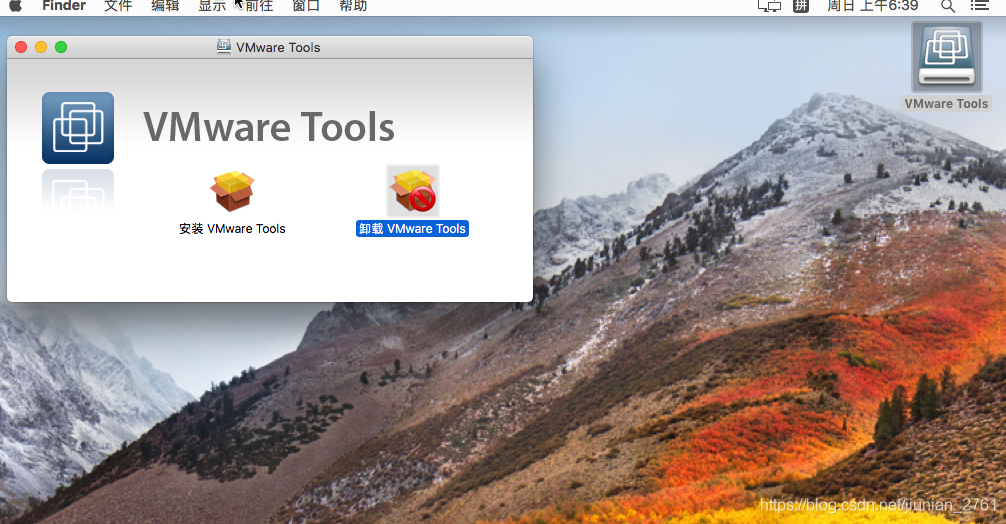 Finder 文件 编辑 显示 前往 窗口 帮助 拼 周日 上午6:39
VMware Tools
VMware Tools
VMware Tools
安装 VMware Tools
卸载 VMware Tools
https://blog.csdn.net/jiunian_2761